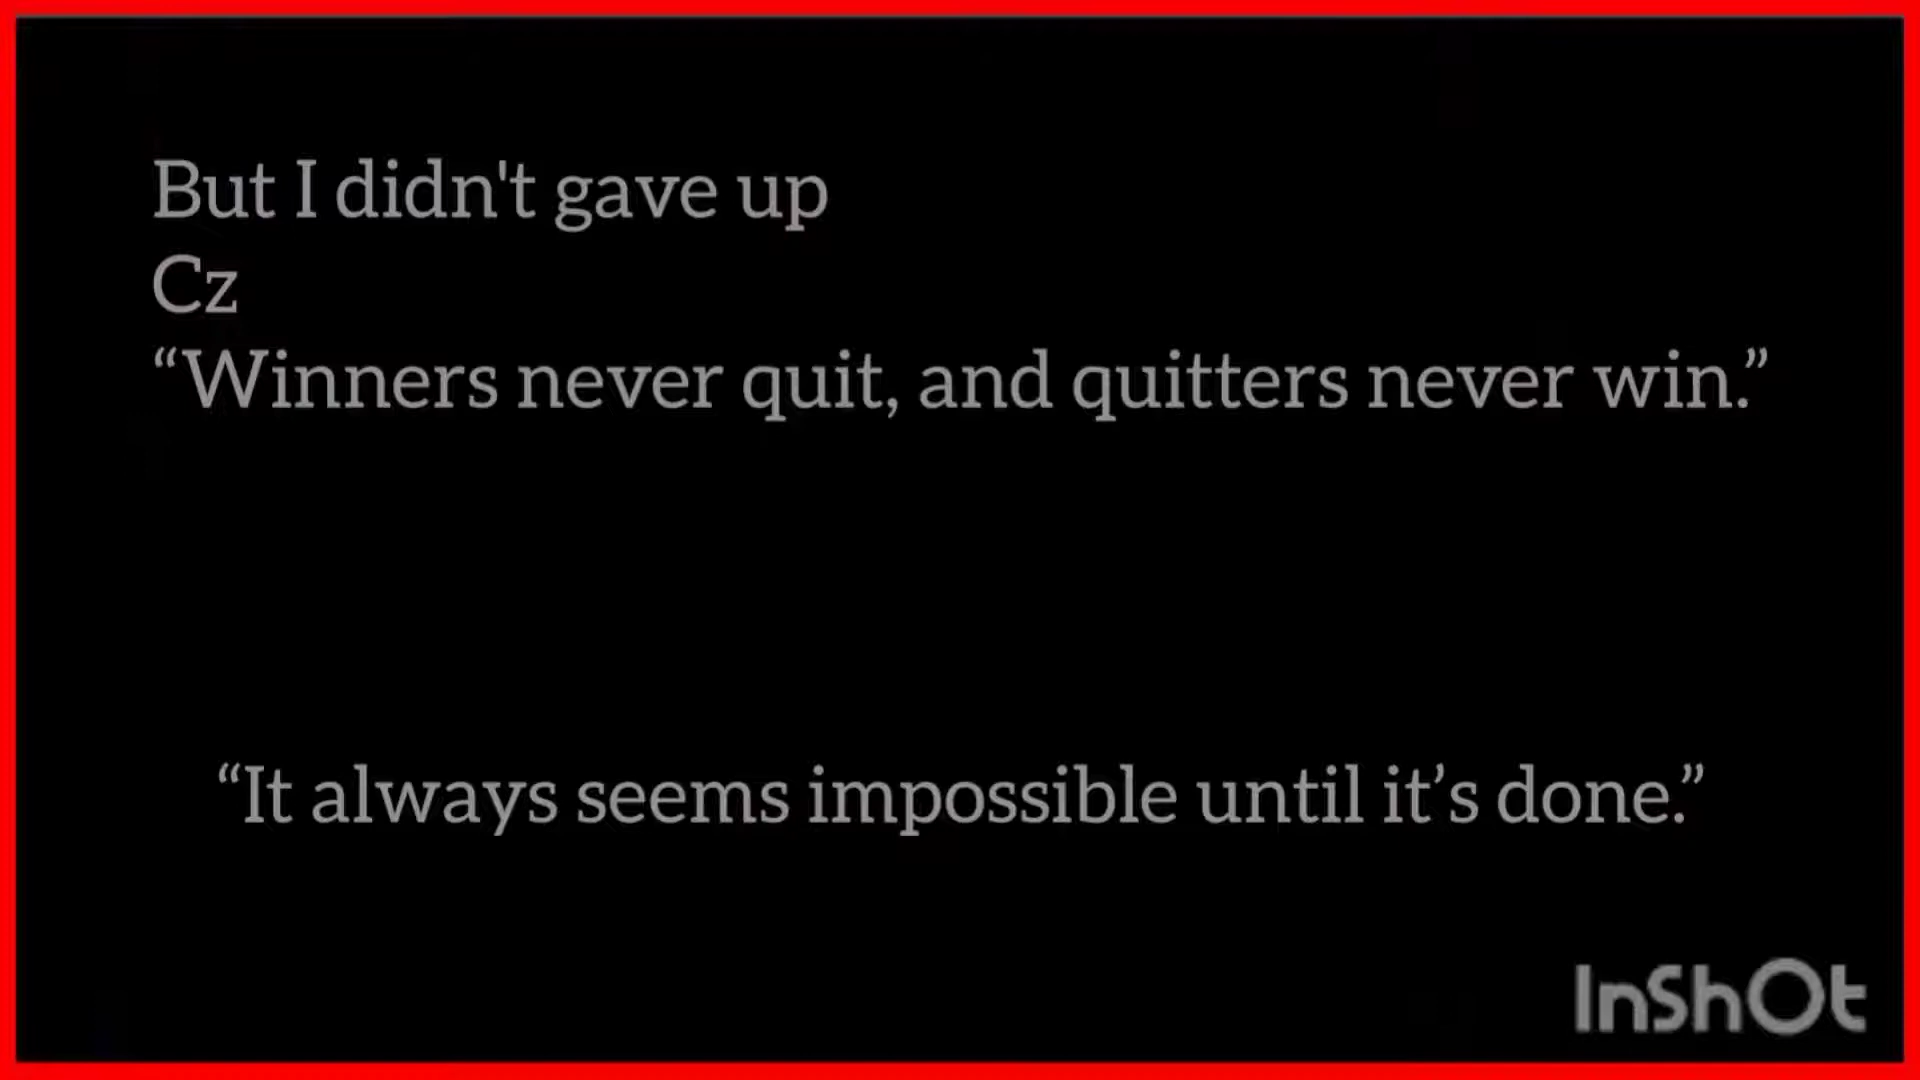 But I didn't gave up
Cz
“Winners never quit, and quitters never win.”
“It always seems impossible until it’s done.”
InShOt